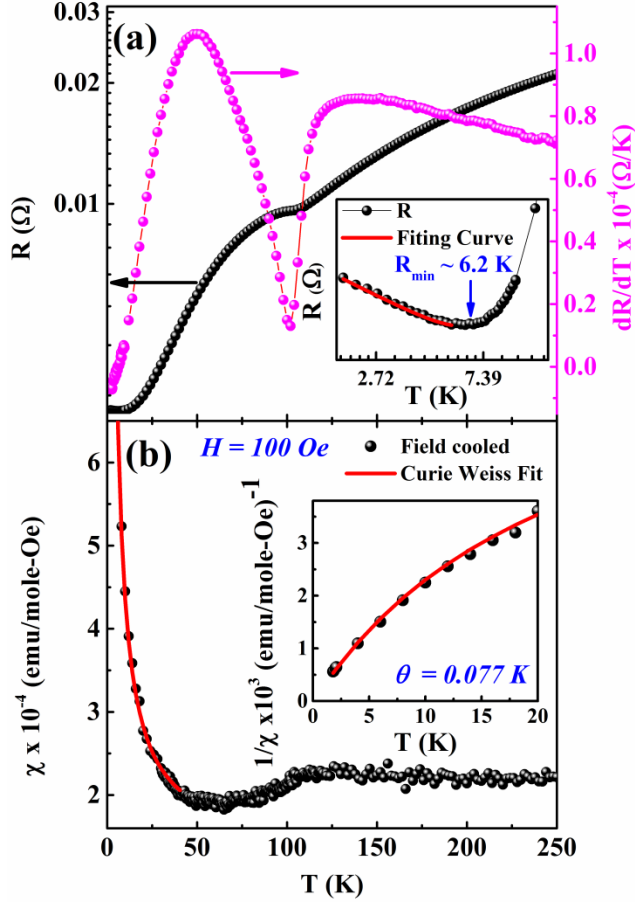 (a)
0.03
0.02
0.01
R (Ω)
1.0
0.8
0.6
0.4
0.2
0.0
dR/dT x 10⁻⁴(Ω/K)
R
Fiting Curve
R_min ~ 6.2 K
R (Ω)
2.72 7.39
T (K)
(b)
H = 100 Oe
Field cooled
Curie Weiss Fit
6
5
4
3
2
χ x 10⁻⁴ (emu/mole-Oe)
1/χ x10³ (emu/mole-Oe)⁻¹
3
2
1
0
0 5 10 15 20
T (K)
θ = 0.077 K
0 50 100 150 200 250
T (K)